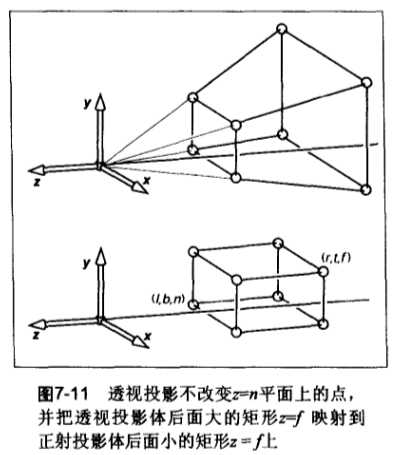 y
z
x
y
(r,t,f)
(l,b,n)
z
x
图7-11 透视投影不改变z=n平面上的点,
并把透视投影体后面大的矩形z=f 映射到
正射投影体后面小的矩形z = f上